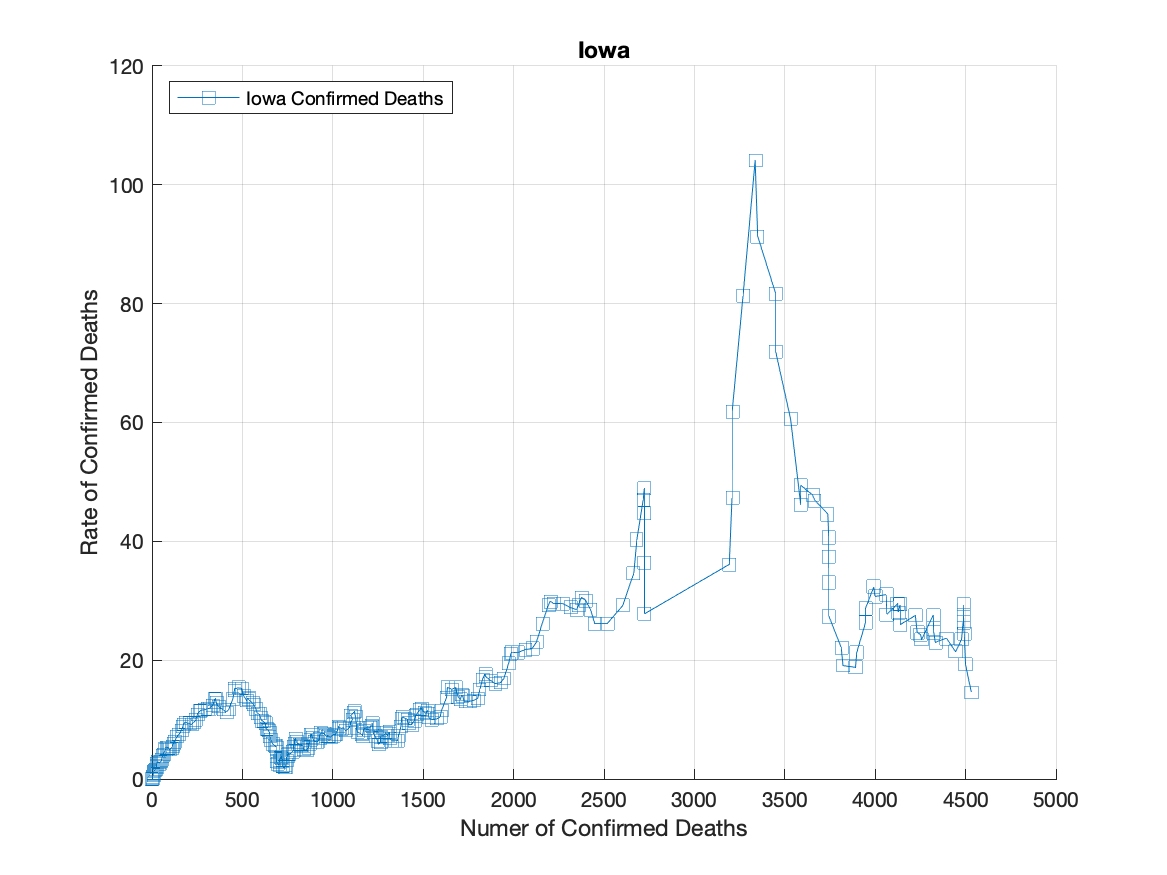 Iowa
Iowa Confirmed Deaths
120
100
80
60
40
20
0
Rate of Confirmed Deaths
0 500 1000 1500 2000 2500 3000 3500 4000 4500 5000
Numer of Confirmed Deaths